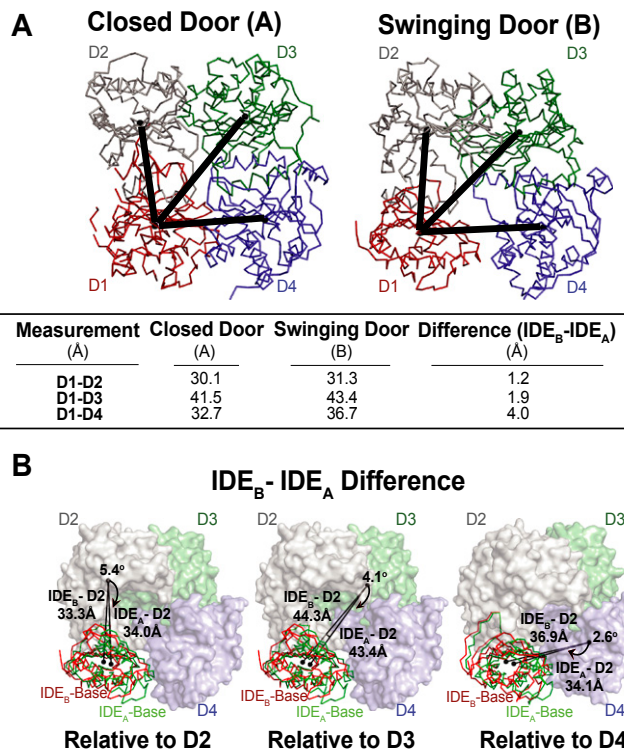 A
Closed Door (A)
Swinging Door (B)
D2
D3
D2
D3
D1
D4
D1
D4
Measurement Closed Door Swinging Door Difference (IDEB-IDEA)
(Å) (A) (B) (Å)
D1-D2 30.1 31.3 1.2
D1-D3 41.5 43.4 1.9
D1-D4 32.7 36.7 4.0
B
IDEB- IDEA Difference
D2
D3
5.4°
IDEB- D2
33.3Å
IDEA- D2
34.0Å
IDEB-Base
IDEA-Base
D4
Relative to D2
D2
D3
4.1°
IDEB- D2
44.3Å
IDEA- D2
43.4Å
IDEB-Base
IDEA-Base
D4
Relative to D3
D2
D3
IDEB- D2
36.9Å
2.6°
IDEA- D2
34.1Å
IDEB-Base
IDEA-Base
D4
Relative to D4